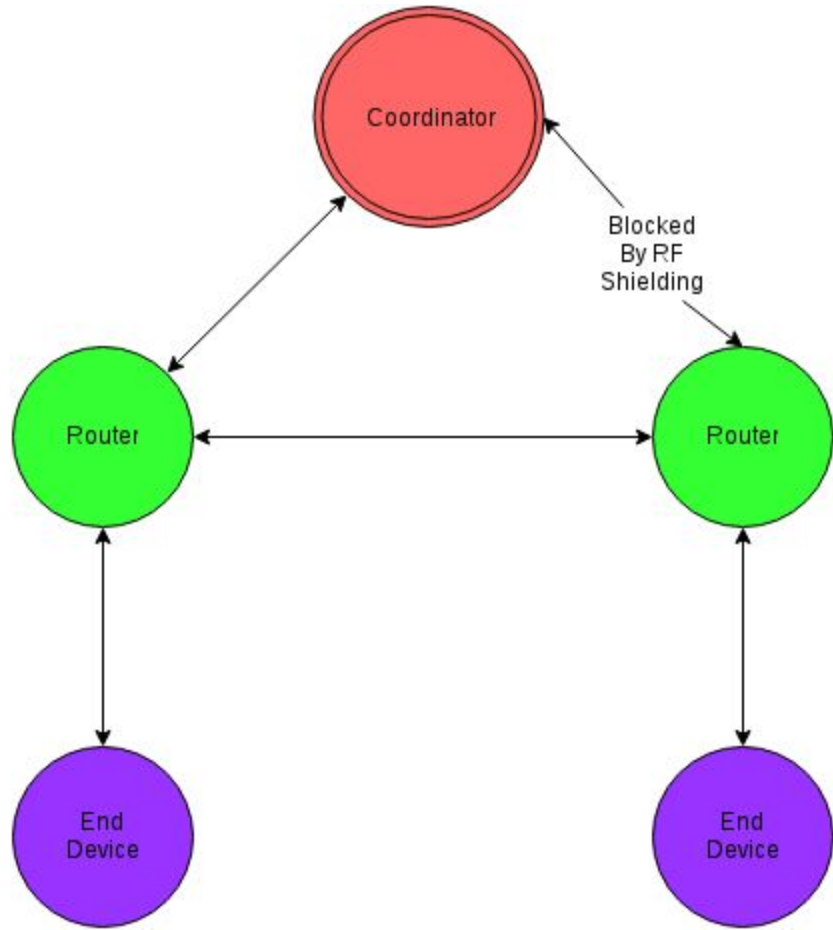 Coordinator
Blocked
By RF
Shielding
Router
Router
End
Device
End
Device